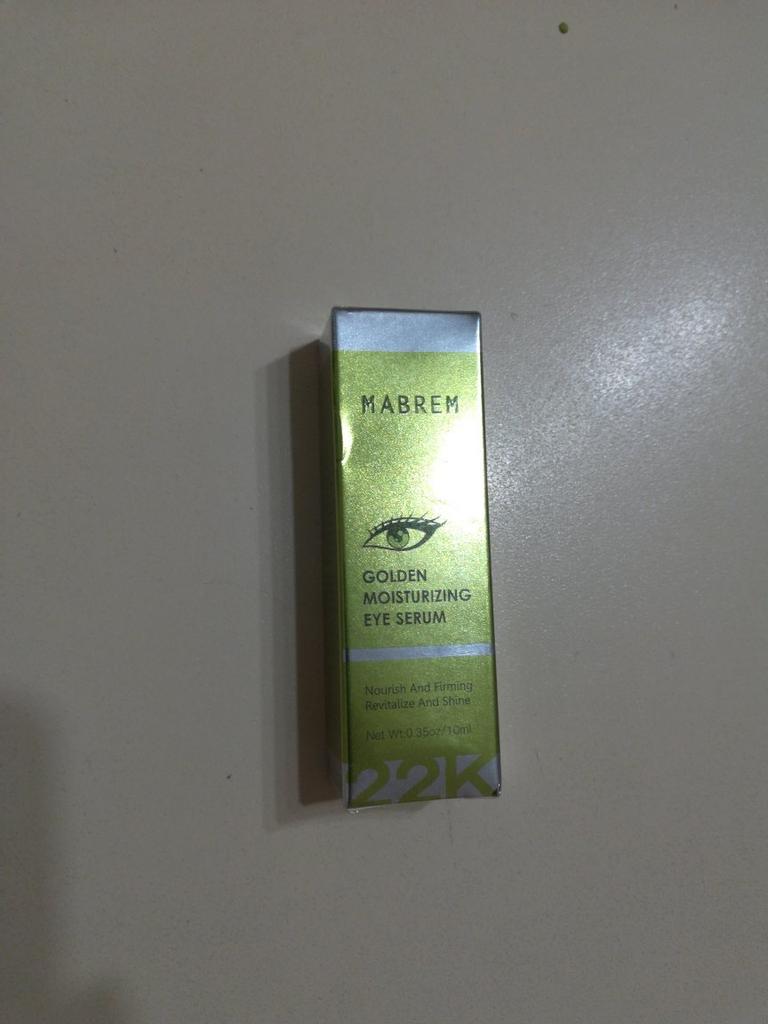 MABREM
GOLDEN
MOISTURIZING
EYE SERUM
Nourish And Firming
Revitalize And Shine
Net Wt:0.35oz/10ml
22K